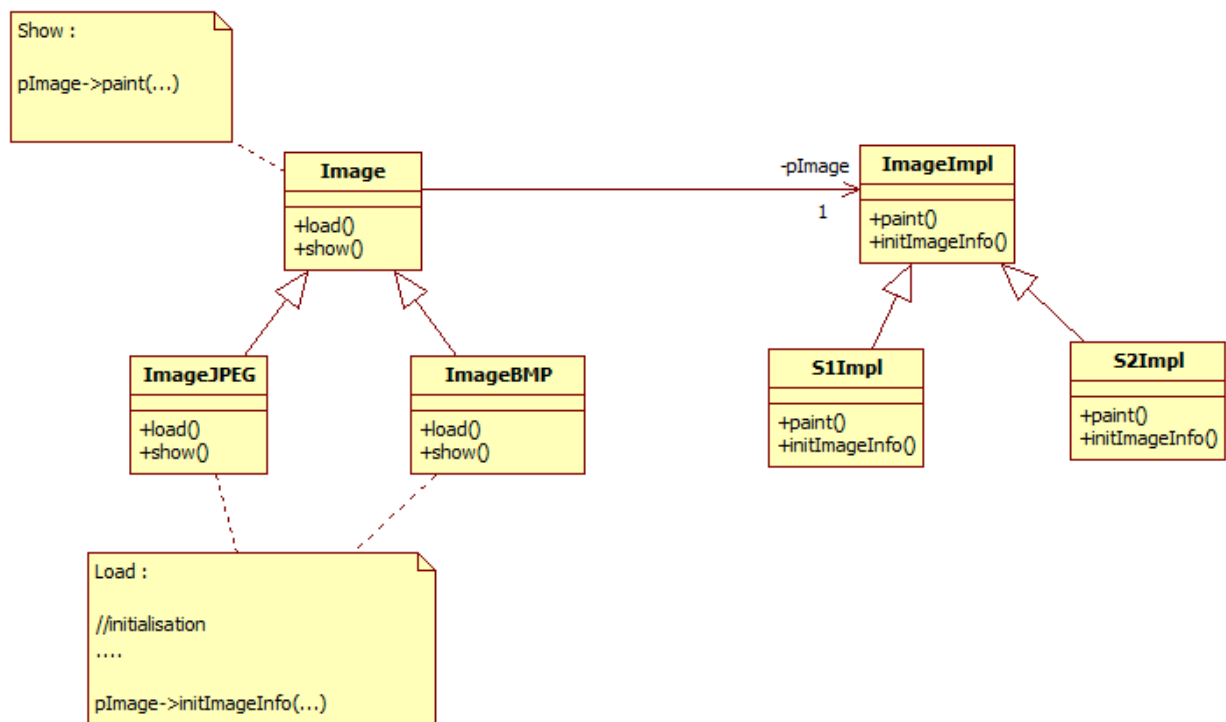 Show :
pImage->paint(...)
Image
+load()
+show()
-pImage
1
ImageImpl
+paint()
+initImageInfo()
ImageJPEG
+load()
+show()
ImageBMP
+load()
+show()
S1Impl
+paint()
+initImageInfo()
S2Impl
+paint()
+initImageInfo()
Load :
//initialisation
....
pImage->initImageInfo(...)